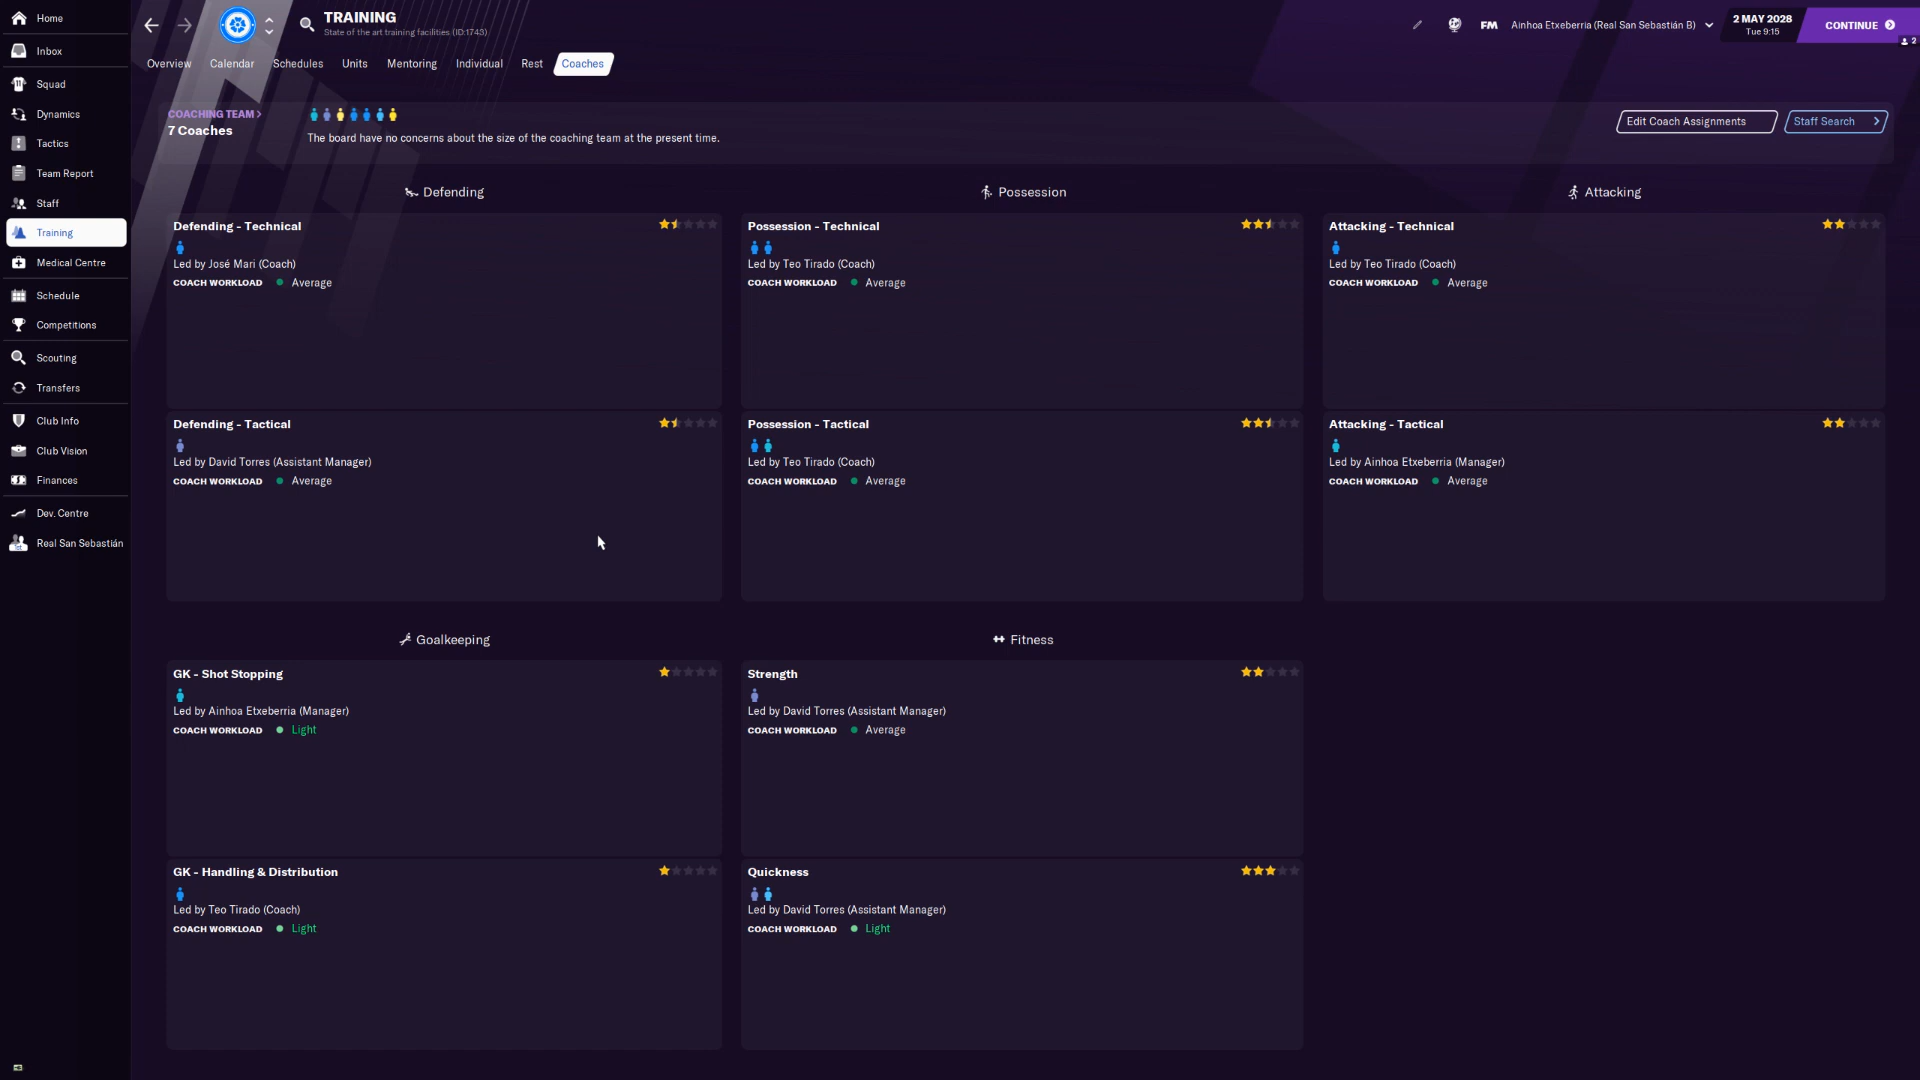 Home
Inbox
Squad
Dynamics
Tactics
Team Report
Staff
Training
Medical Centre
Schedule
Competitions
Scouting
Transfers
Club Info
Club Vision
Finances
Dev. Centre
Real San Sebastián
TRAINING
State of the art training facilities (ID:1743)
FM
Ainhoa Etxeberria (Real San Sebastián B)
2 MAY 2028
Tue 9:15
CONTINUE
2
Overview Calendar Schedules Units Mentoring Individual Rest Coaches
COACHING TEAM >
7 Coaches
The board have no concerns about the size of the coaching team at the present time.
Edit Coach Assignments
Staff Search
Defending
Defending - Technical
Led by José Mari (Coach)
COACH WORKLOAD Average
Defending - Tactical
Led by David Torres (Assistant Manager)
COACH WORKLOAD Average
Possession
Possession - Technical
Led by Teo Tirado (Coach)
COACH WORKLOAD Average
Possession - Tactical
Led by Teo Tirado (Coach)
COACH WORKLOAD Average
Attacking
Attacking - Technical
Led by Teo Tirado (Coach)
COACH WORKLOAD Average
Attacking - Tactical
Led by Ainhoa Etxeberria (Manager)
COACH WORKLOAD Average
Goalkeeping
GK - Shot Stopping
Led by Ainhoa Etxeberria (Manager)
COACH WORKLOAD Light
GK - Handling & Distribution
Led by Teo Tirado (Coach)
COACH WORKLOAD Light
Fitness
Strength
Led by David Torres (Assistant Manager)
COACH WORKLOAD Average
Quickness
Led by David Torres (Assistant Manager)
COACH WORKLOAD Light